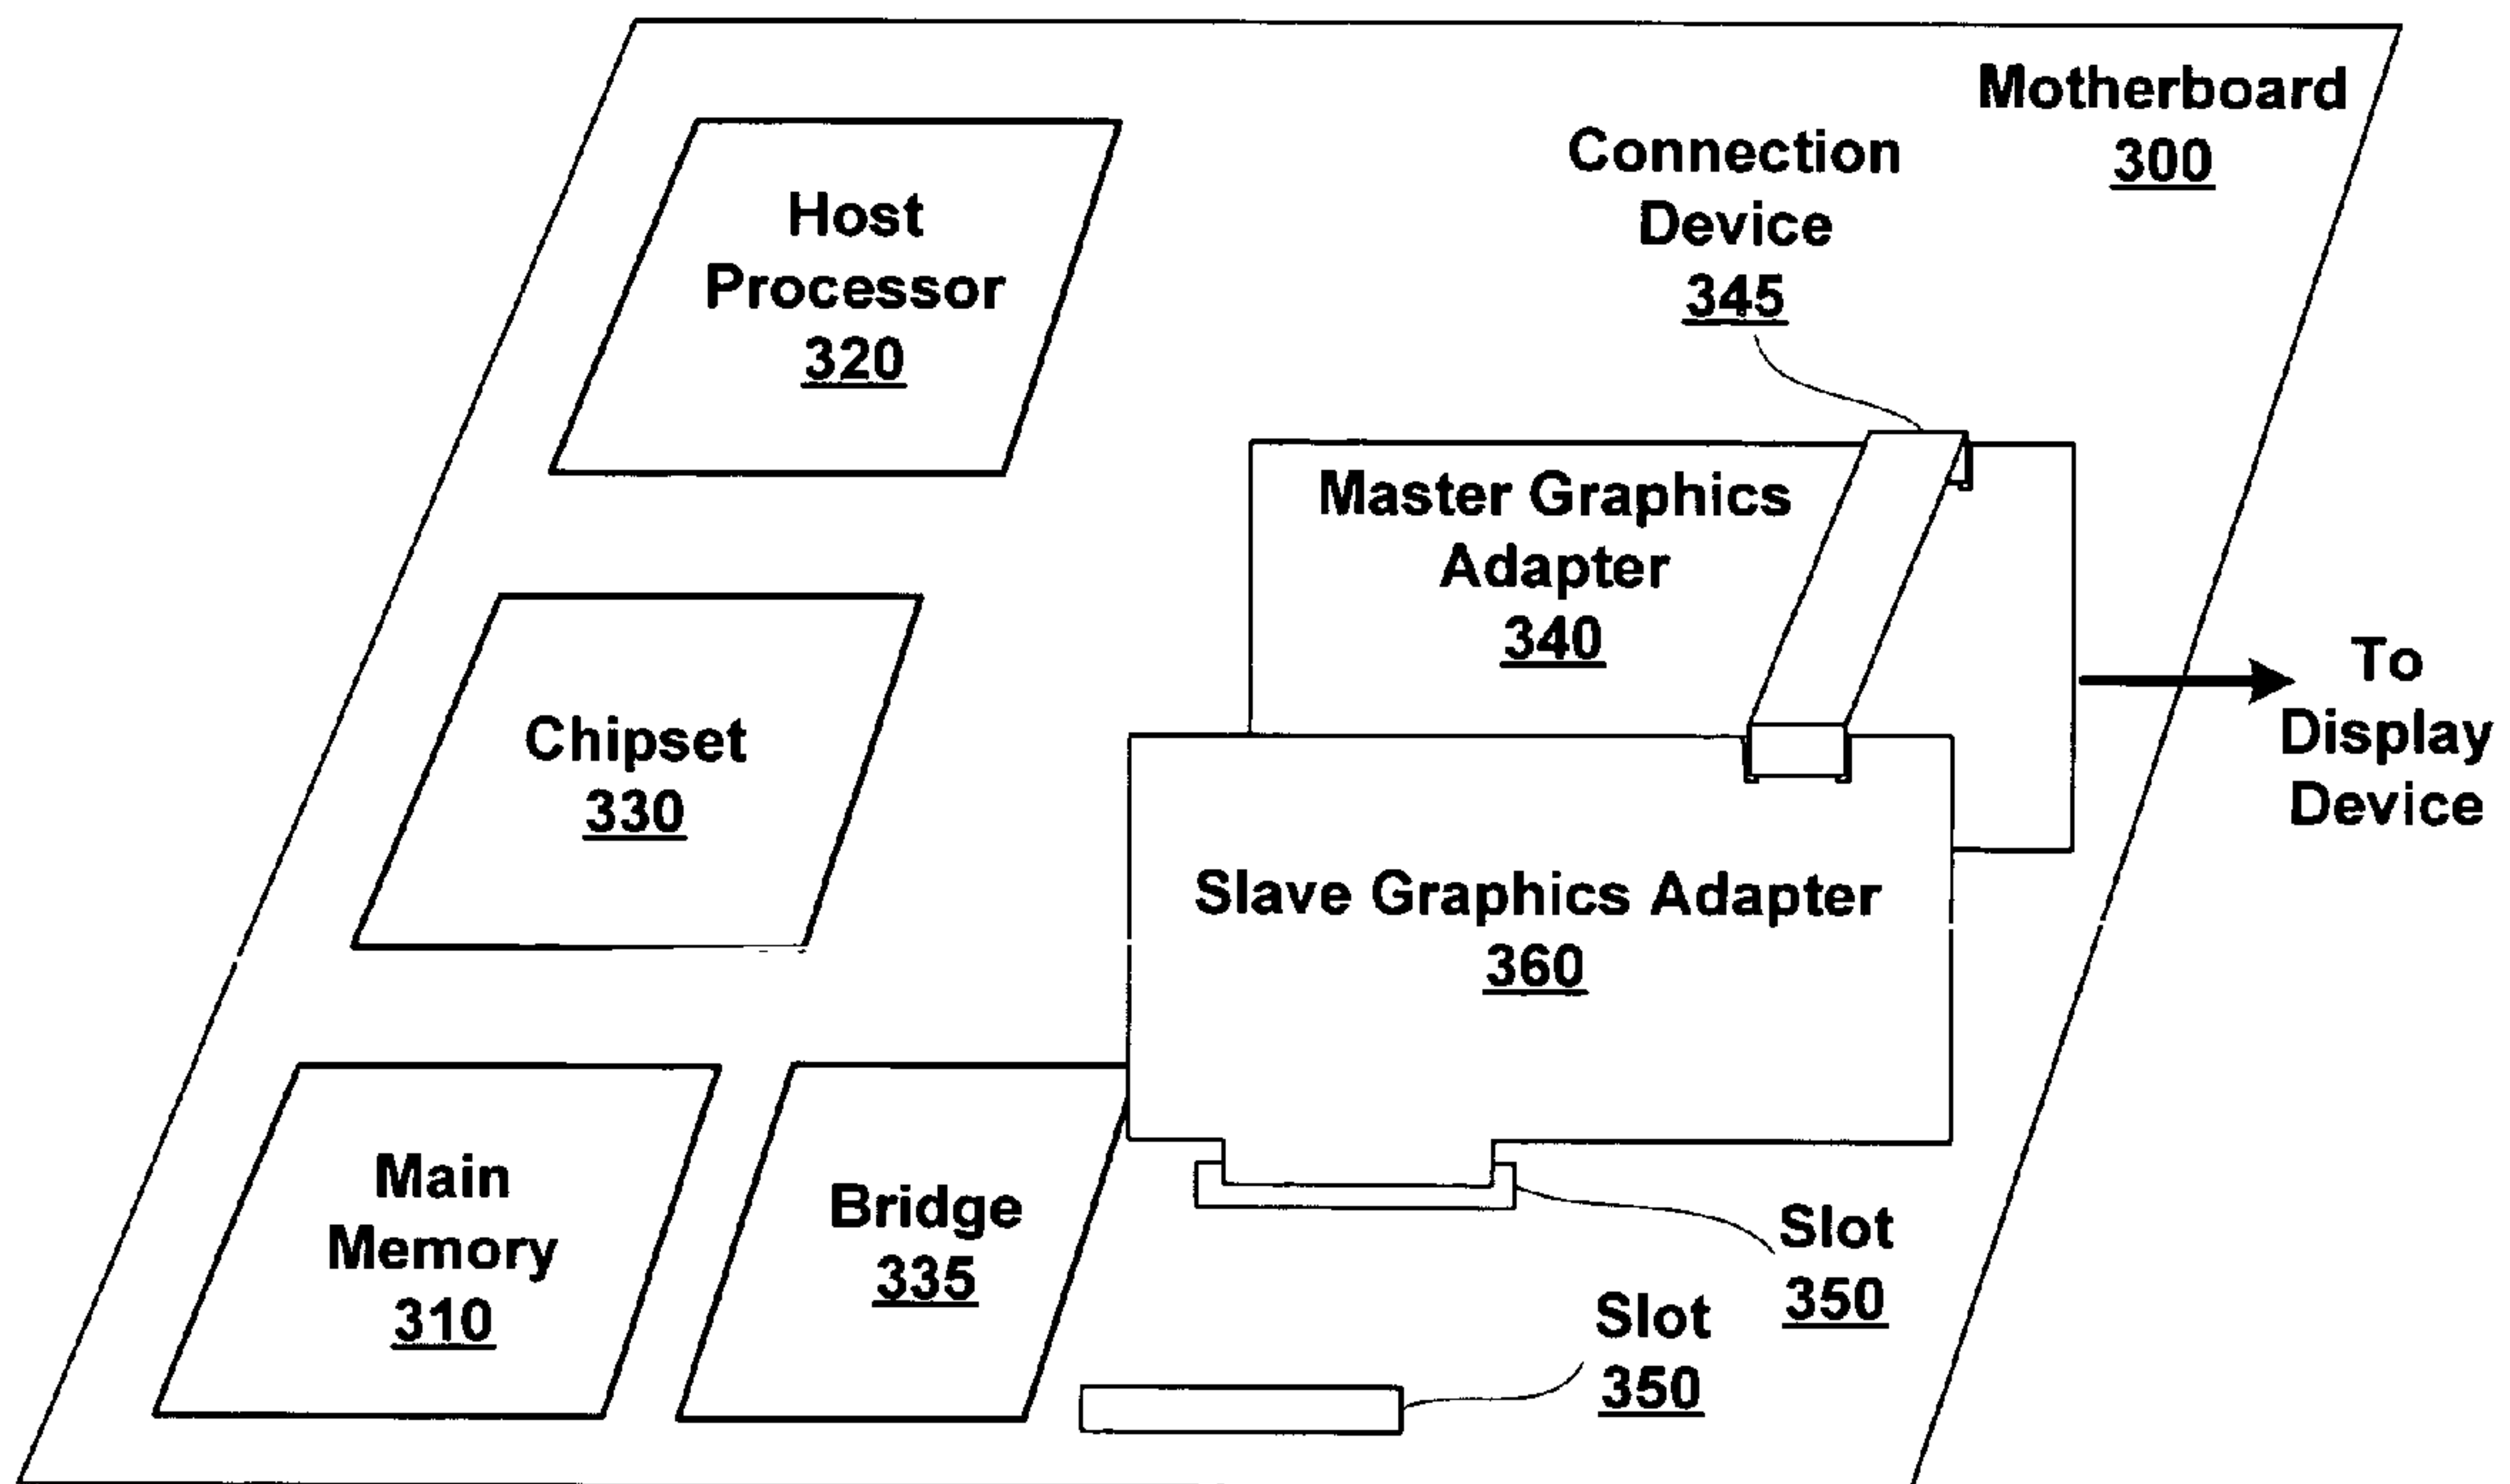 Motherboard
300
Connection
Device
345
Host
Processor
320
Master Graphics
Adapter
340
To
Display
Device
Chipset
330
Slave Graphics Adapter
360
Main
Memory
310
Bridge
335
Slot
350
Slot
350